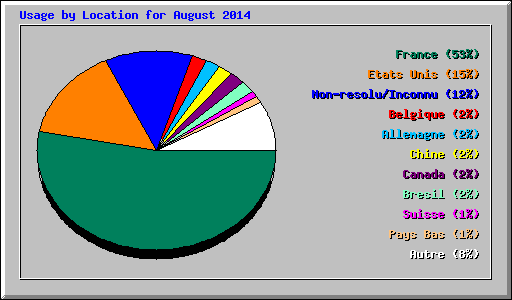 Usage by Location for August 2014
France (53%)
Etats Unis (15%)
Non-resolu/Inconnu (12%)
Belgique (2%)
Allemagne (2%)
Chine (2%)
Canada (2%)
Bresil (2%)
Suisse (1%)
Pays Bas (1%)
Autre (8%)